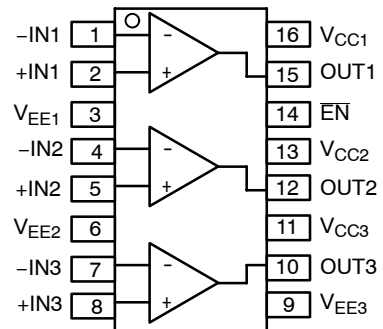 −IN1 1 − 16 VCC1
+IN1 2 + 15 OUT1
VEE1 3 14 E̅N̅
−IN2 4 − 13 VCC2
+IN2 5 + 12 OUT2
VEE2 6 11 VCC3
−IN3 7 − 10 OUT3
+IN3 8 + 9 VEE3